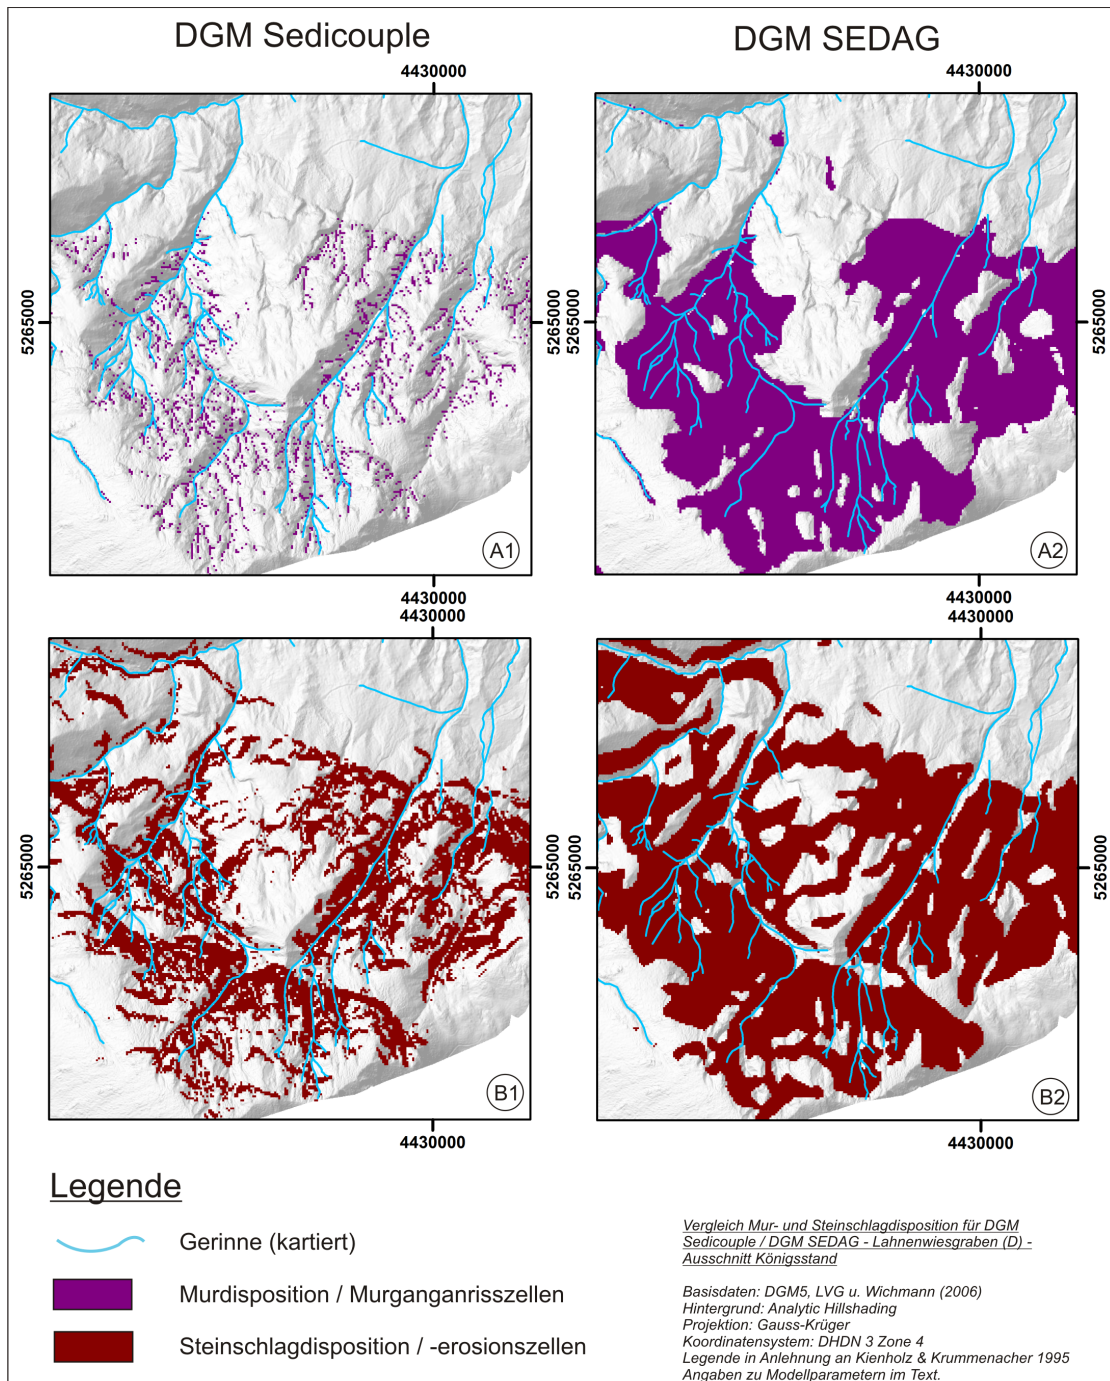 DGM Sedicouple
DGM SEDAG
4430000
4430000
5265000
5265000
5265000
A1
A2
4430000
4430000
4430000
4430000
5265000
5265000
5265000
B1
B2
4430000
4430000
Legende
Gerinne (kartiert)
Murdisposition / Murganganrisszellen
Steinschlagdisposition / -erosionszellen
Vergleich Mur- und Steinschlagdisposition für DGM
Sedicouple / DGM SEDAG - Lahnenwiesgraben (D) -
Ausschnitt Königsstand
Basisdaten: DGM5, LVG u. Wichmann (2006)
Hintergrund: Analytic Hillshading
Projektion: Gauss-Krüger
Koordinatensystem: DHDN 3 Zone 4
Legende in Anlehnung an Kienholz & Krummenacher 1995
Angaben zu Modellparametern im Text.